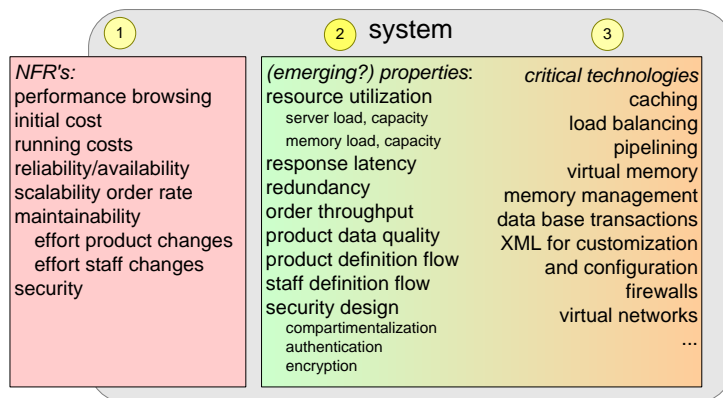 1
2
system
3
NFR's:
performance browsing
initial cost
running costs
reliability/availability
scalability order rate
maintainability
effort product changes
effort staff changes
security
(emerging?) properties:
resource utilization
server load, capacity
memory load, capacity
response latency
redundancy
order throughput
product data quality
product definition flow
staff definition flow
security design
compartimentalization
authentication
encryption
critical technologies
caching
load balancing
pipelining
virtual memory
memory management
data base transactions
XML for customization
and configuration
firewalls
virtual networks
...